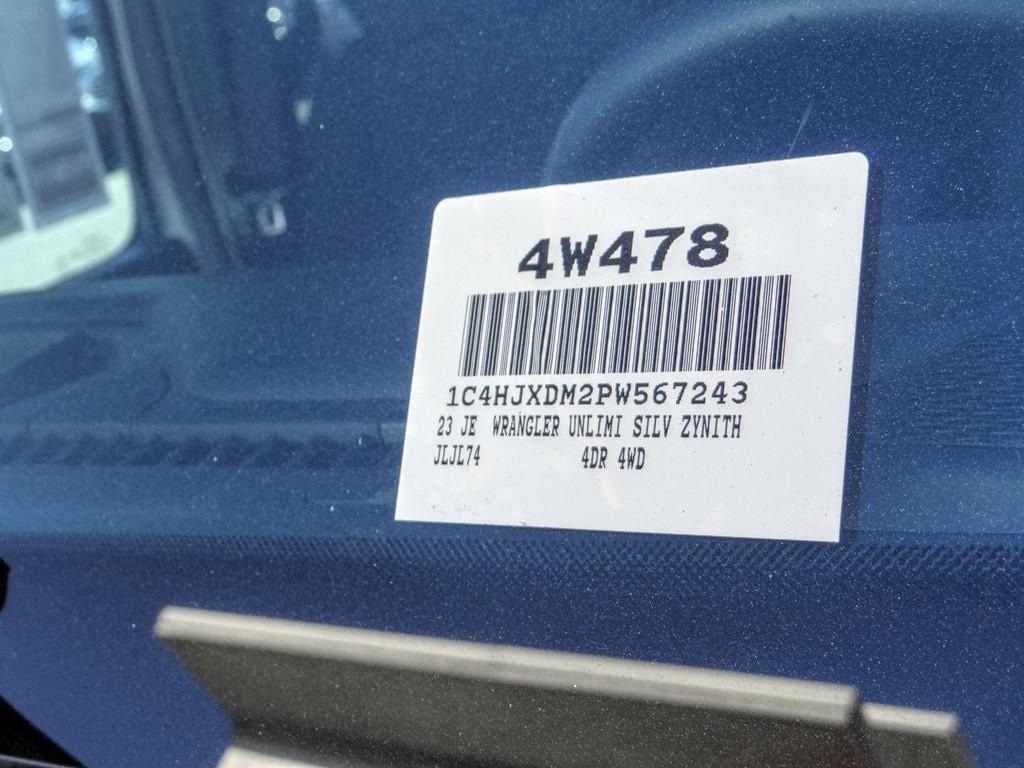 4W478
1C4HJXDM2PW567243
23 JE WRANGLER UNLIMI SILV ZYNITH
JLJL74 4DR 4WD